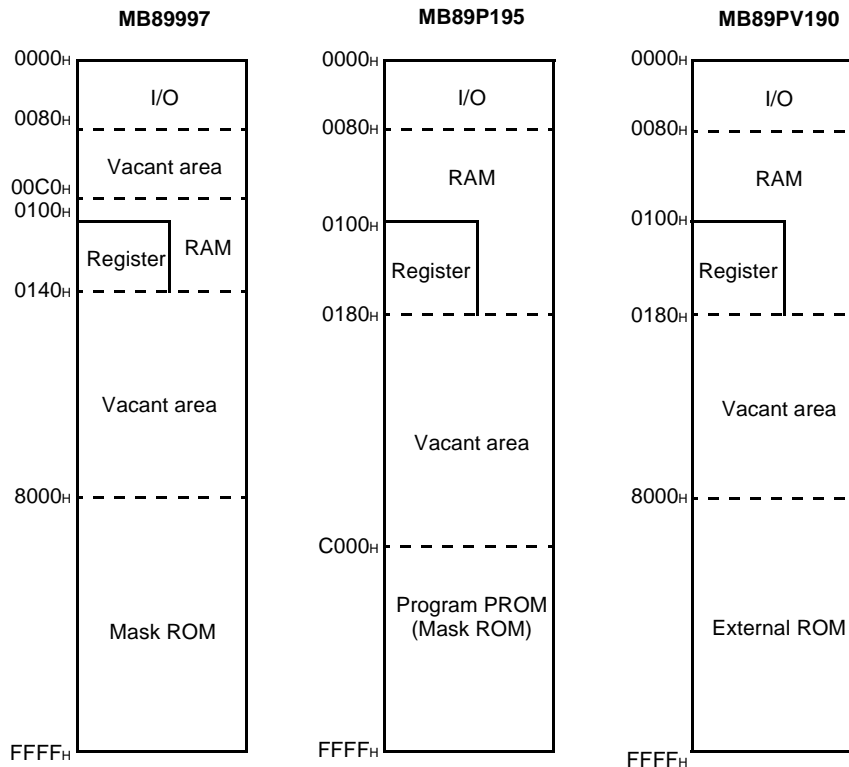 MB89997
0000H
I/O
0080H
Vacant area
00C0H
0100H
Register
RAM
0140H
Vacant area
8000H
Mask ROM
FFFFH
MB89P195
0000H
I/O
0080H
RAM
0100H
Register
0180H
Vacant area
C000H
Program PROM
(Mask ROM)
FFFFH
MB89PV190
0000H
I/O
0080H
RAM
0100H
Register
0180H
Vacant area
8000H
External ROM
FFFFH